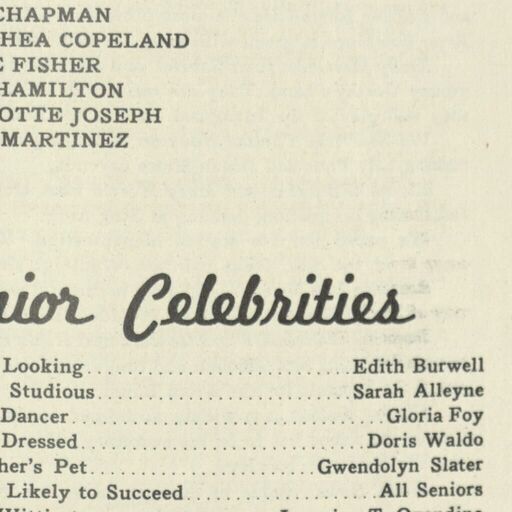 CHAPMAN
HEA COPELAND
FISHER
HAMILTON
OTTE JOSEPH
MARTINEZ
nior Celebrities
Looking Edith Burwell
Studious Sarah Alleyne
Dancer Gloria Foy
Dressed Doris Waldo
her's Pet Gwendolyn Slater
Likely to Succeed All Seniors